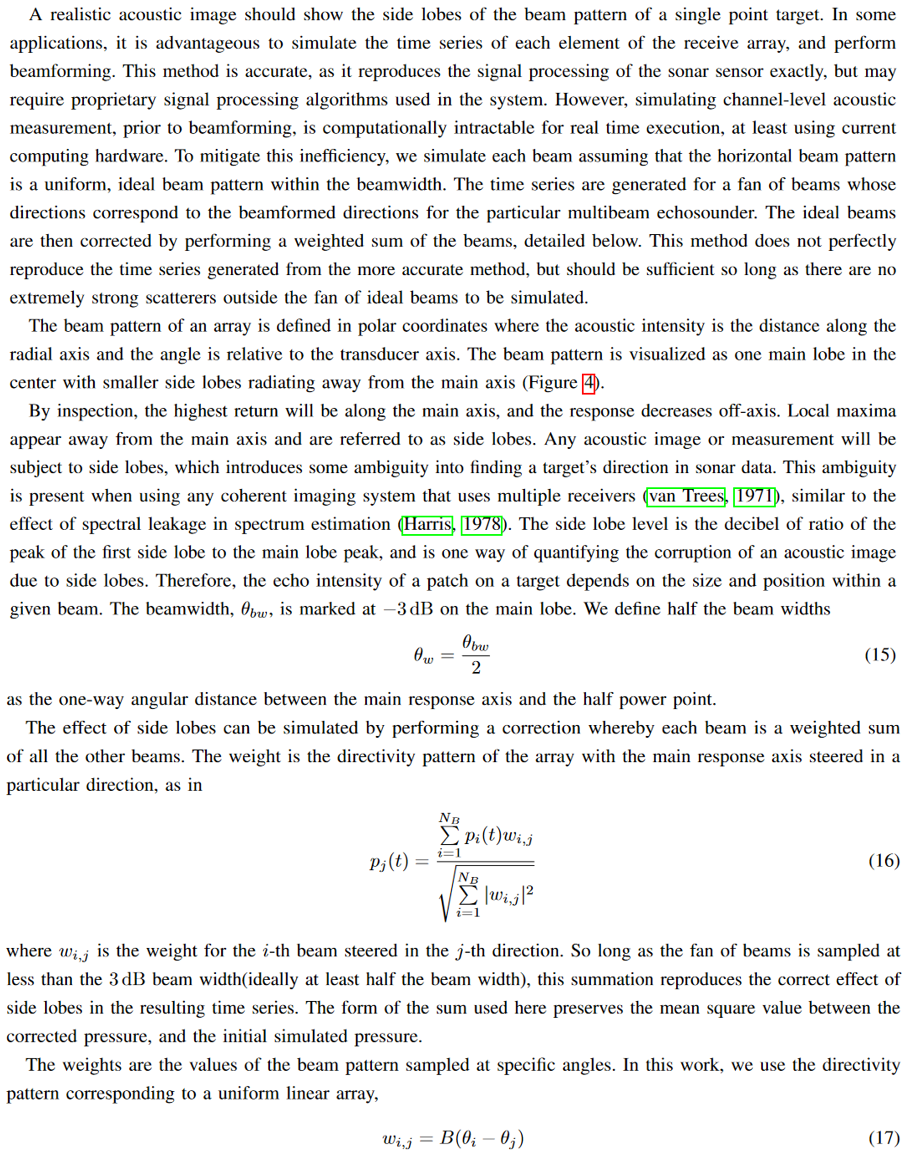 A realistic acoustic image should show the side lobes of the beam pattern of a single point target. In some
applications, it is advantageous to simulate the time series of each element of the receive array, and perform
beamforming. This method is accurate, as it reproduces the signal processing of the sonar sensor exactly, but may
require proprietary signal processing algorithms used in the system. However, simulating channel-level acoustic
measurement, prior to beamforming, is computationally intractable for real time execution, at least using current
computing hardware. To mitigate this inefficiency, we simulate each beam assuming that the horizontal beam pattern
is a uniform, ideal beam pattern within the beamwidth. The time series are generated for a fan of beams whose
directions correspond to the beamformed directions for the particular multibeam echosounder. The ideal beams
are then corrected by performing a weighted sum of the beams, detailed below. This method does not perfectly
reproduce the time series generated from the more accurate method, but should be sufficient so long as there are no
extremely strong scatterers outside the fan of ideal beams to be simulated.
The beam pattern of an array is defined in polar coordinates where the acoustic intensity is the distance along the
radial axis and the angle is relative to the transducer axis. The beam pattern is visualized as one main lobe in the
center with smaller side lobes radiating away from the main axis (Figure 4).
By inspection, the highest return will be along the main axis, and the response decreases off-axis. Local maxima
appear away from the main axis and are referred to as side lobes. Any acoustic image or measurement will be
subject to side lobes, which introduces some ambiguity into finding a target's direction in sonar data. This ambiguity
is present when using any coherent imaging system that uses multiple receivers (van Trees, 1971), similar to the
effect of spectral leakage in spectrum estimation (Harris, 1978). The side lobe level is the decibel of ratio of the
peak of the first side lobe to the main lobe peak, and is one way of quantifying the corruption of an acoustic image
due to side lobes. Therefore, the echo intensity of a patch on a target depends on the size and position within a
given beam. The beamwidth, θ_{bw}, is marked at −3 dB on the main lobe. We define half the beam widths
θ_w = \frac{θ_{bw}}{2} (15)
as the one-way angular distance between the main response axis and the half power point.
The effect of side lobes can be simulated by performing a correction whereby each beam is a weighted sum
of all the other beams. The weight is the directivity pattern of the array with the main response axis steered in a
particular direction, as in
p_j(t) = \frac{\sum_{i=1}^{N_B} p_i(t) w_{i,j}}{\sqrt{\sum_{i=1}^{N_B} |w_{i,j}|^2}} (16)
where w_{i,j} is the weight for the i-th beam steered in the j-th direction. So long as the fan of beams is sampled at
less than the 3 dB beam width(ideally at least half the beam width), this summation reproduces the correct effect of
side lobes in the resulting time series. The form of the sum used here preserves the mean square value between the
corrected pressure, and the initial simulated pressure.
The weights are the values of the beam pattern sampled at specific angles. In this work, we use the directivity
pattern corresponding to a uniform linear array,
w_{i,j} = B(θ_i − θ_j) (17)